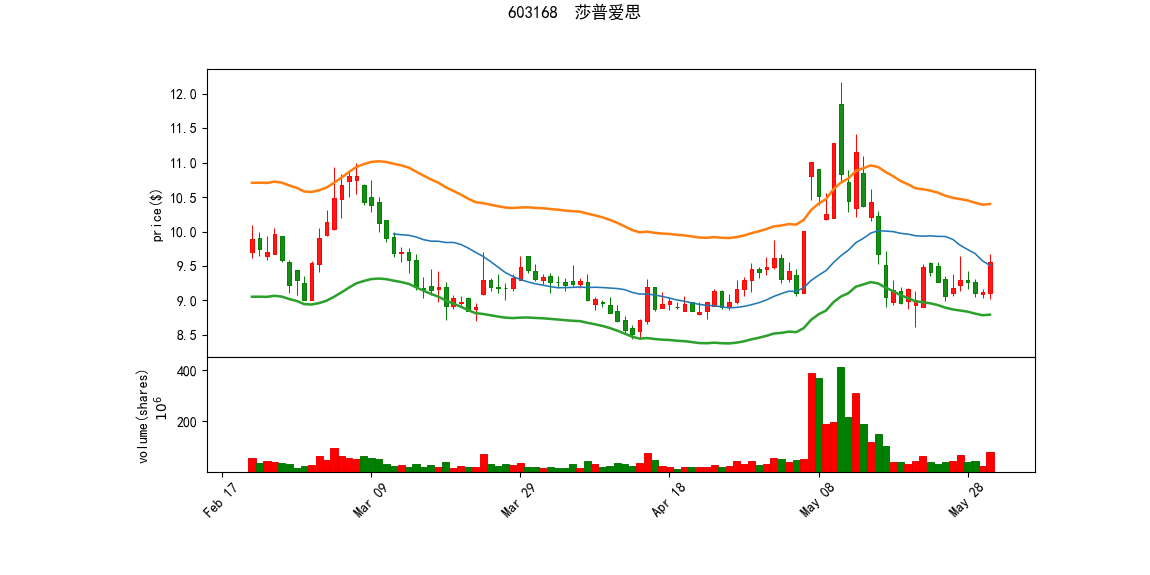 603168 莎普爱思
price($)
12.0
11.5
11.0
10.5
10.0
9.5
9.0
8.5
volume(shares)
10^6
400
200
Feb 17
Mar 09
Mar 29
Apr 18
May 08
May 28